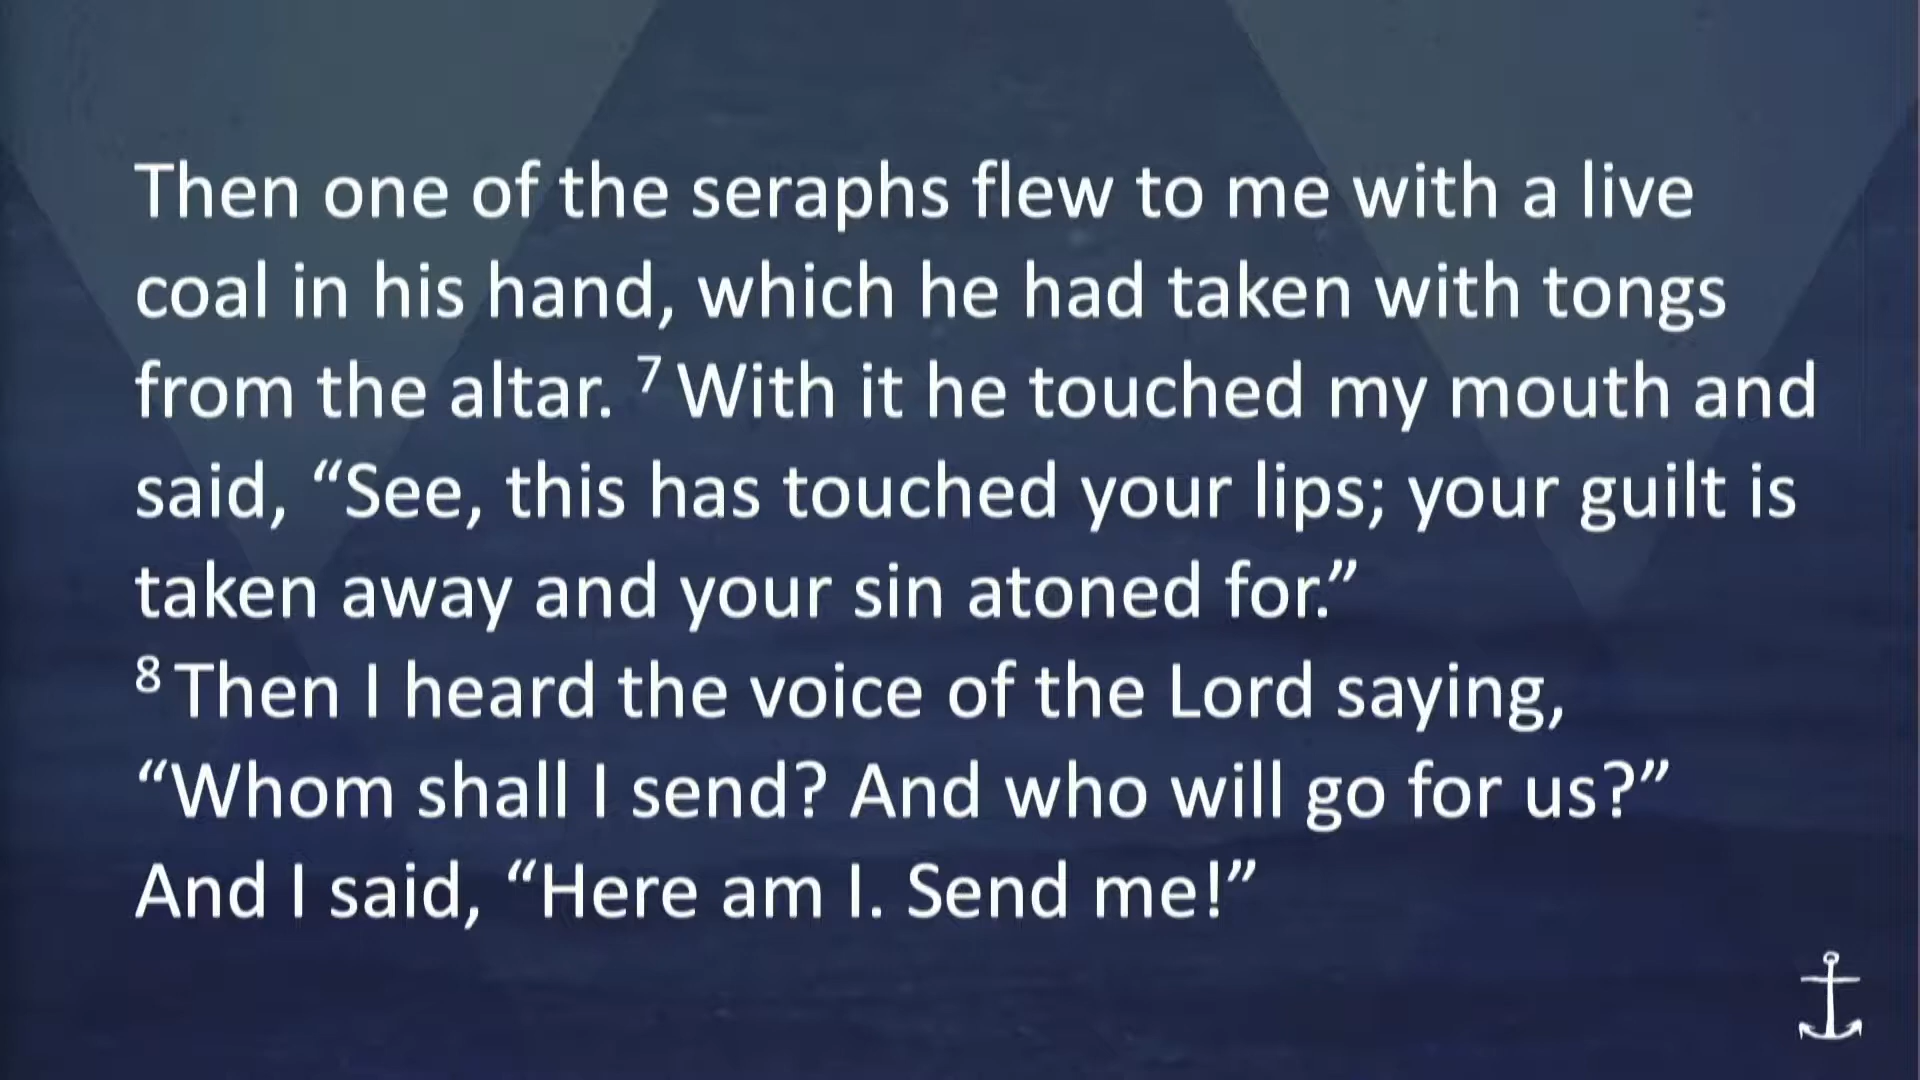 Then one of the seraphs flew to me with a live
coal in his hand, which he had taken with tongs
from the altar. ⁷ With it he touched my mouth and
said, “See, this has touched your lips; your guilt is
taken away and your sin atoned for.”
⁸ Then I heard the voice of the Lord saying,
“Whom shall I send? And who will go for us?”
And I said, “Here am I. Send me!”